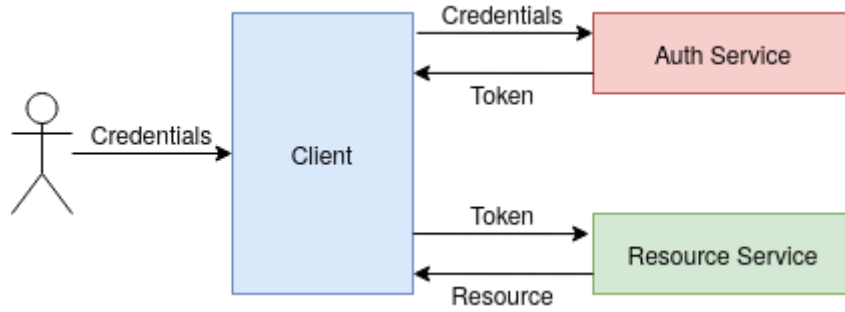 Credentials
Auth Service
Token
Credentials
Client
Token
Resource Service
Resource